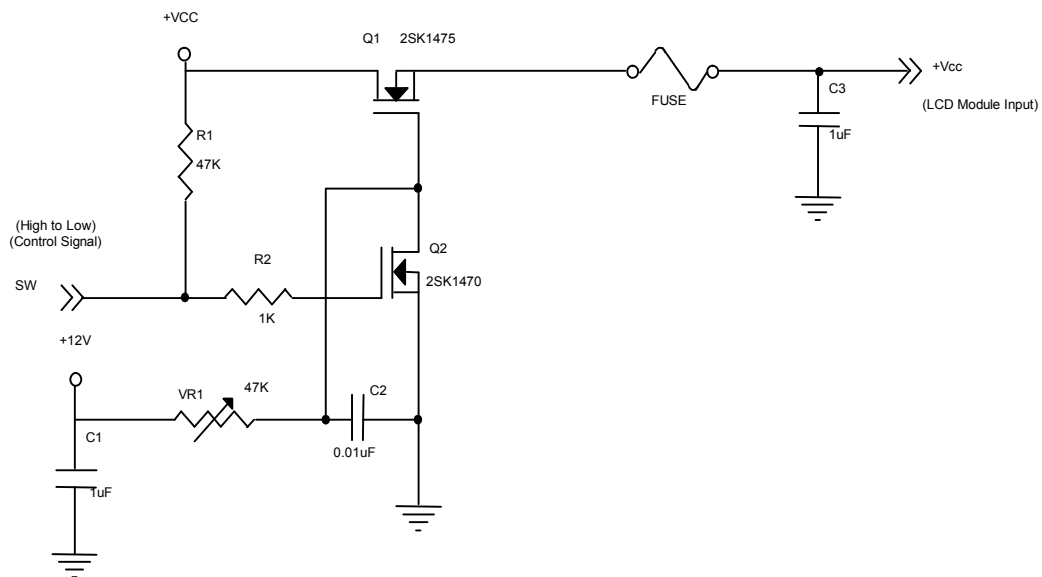 +VCC
Q1 2SK1475
+Vcc
FUSE
C3
(LCD Module Input)
R1
1uF
47K
(High to Low)
(Control Signal)
Q2
R2
2SK1470
SW
1K
+12V
VR1
47K
C2
C1
0.01uF
1uF